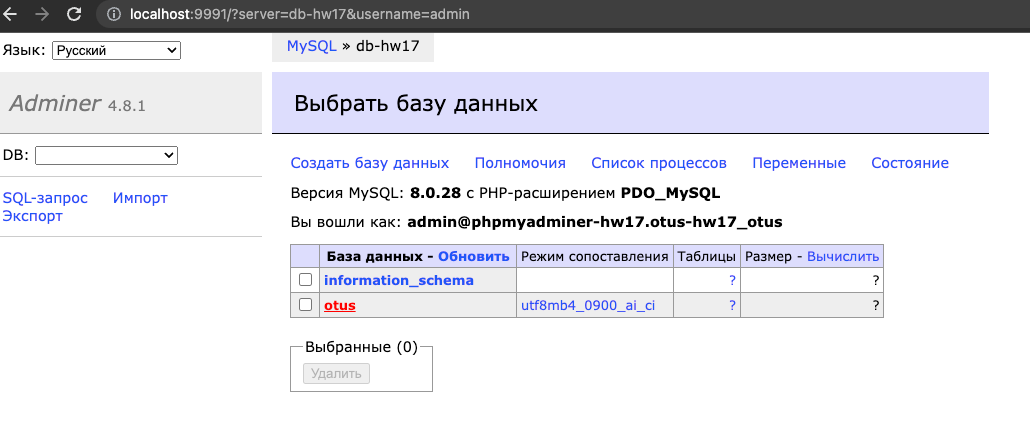 localhost:9991/?server=db-hw17&username=admin
Язык: Русский
MySQL » db-hw17
Adminer 4.8.1
Выбрать базу данных
DB:
SQL-запрос Импорт
Экспорт
Создать базу данных Полномочия Список процессов Переменные Состояние
Версия MySQL: 8.0.28 с PHP-расширением PDO_MySQL
Вы вошли как: admin@phpmyadminer-hw17.otus-hw17_otus
База данных - Обновить Режим сопоставления Таблицы Размер - Вычислить
information_schema ? ?
otus utf8mb4_0900_ai_ci ? ?
Выбранные (0)
Удалить